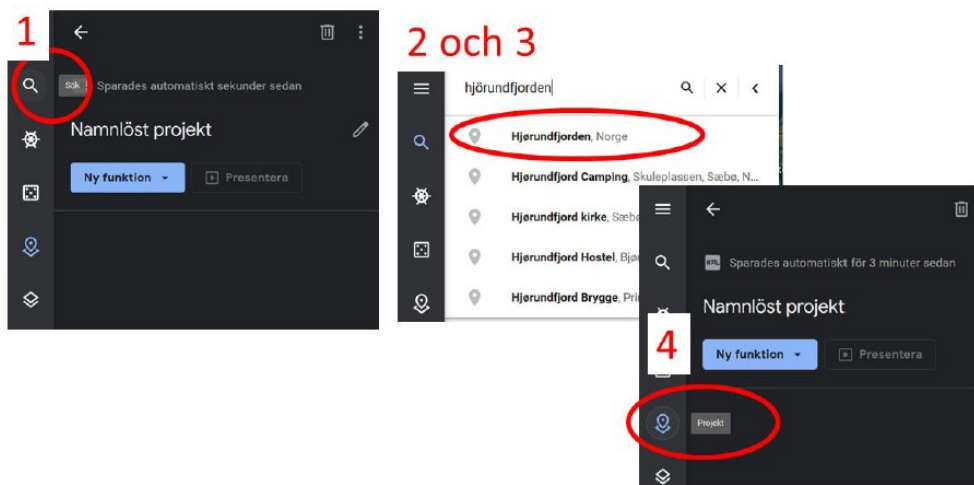 1
Sök
Sparades automatiskt sekunder sedan
Namnlöst projekt
Ny funktion
Presentera
2 och 3
hjörundfjorden
Hjørundfjorden, Norge
Hjørundfjord Camping, Skuleplassen, Sæbø, N...
Hjørundfjord kirke, Sæbø
Hjørundfjord Hostel,
Hjørundfjord Brygge,
4
KML
Sparades automatiskt för 3 minuter sedan
Namnlöst projekt
Ny funktion
Presentera
Projekt